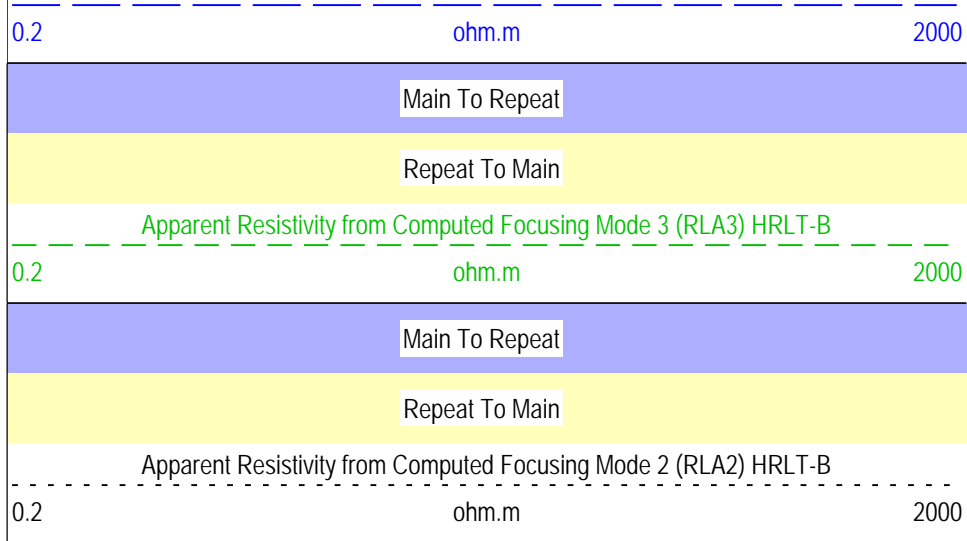 0.2 ohm.m 2000
Main To Repeat
Repeat To Main
Apparent Resistivity from Computed Focusing Mode 3 (RLA3) HRLT-B
0.2 ohm.m 2000
Main To Repeat
Repeat To Main
Apparent Resistivity from Computed Focusing Mode 2 (RLA2) HRLT-B
0.2 ohm.m 2000